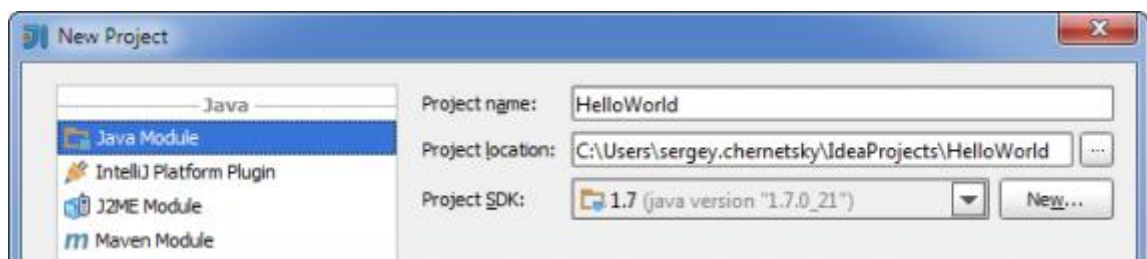 New Project
Java
Java Module
IntelliJ Platform Plugin
J2ME Module
Maven Module
Project name: HelloWorld
Project location: C:\Users\sergey.chernetsky\IdeaProjects\HelloWorld ...
Project SDK: 1.7 (java version "1.7.0_21") New...